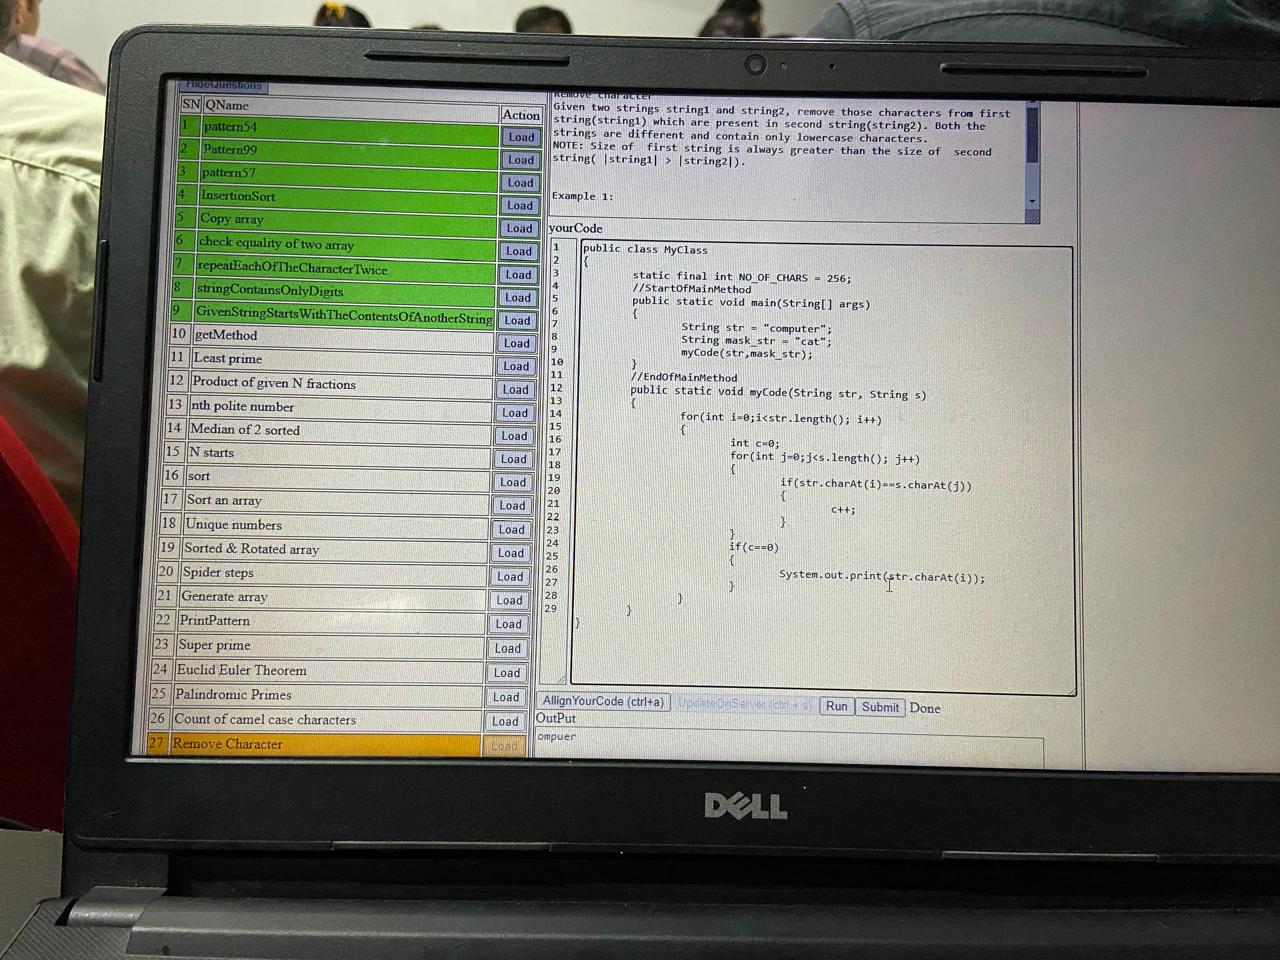 HideQuestions
SN QName Action
1 pattern54 Load
2 Pattern99 Load
3 pattern57 Load
4 InsertionSort Load
5 Copy array Load
6 check equality of two array Load
7 repeatEachOfTheCharacterTwice Load
8 stringContainsOnlyDigits Load
9 GivenStringStartsWithTheContentsOfAnotherString Load
10 getMethod Load
11 Least prime Load
12 Product of given N fractions Load
13 nth polite number Load
14 Median of 2 sorted Load
15 N starts Load
16 sort Load
17 Sort an array Load
18 Unique numbers Load
19 Sorted & Rotated array Load
20 Spider steps Load
21 Generate array Load
22 PrintPattern Load
23 Super prime Load
24 Euclid Euler Theorem Load
25 Palindromic Primes Load
26 Count of camel case characters Load
27 Remove Character Load
Remove Character
Given two strings string1 and string2, remove those characters from first
string(string1) which are present in second string(string2). Both the
strings are different and contain only lowercase characters.
NOTE: Size of first string is always greater than the size of second
string( |string1| > |string2|).
Example 1:
yourCode
1 public class MyClass
2 {
3 static final int NO_OF_CHARS = 256;
4 //StartOfMainMethod
5 public static void main(String[] args)
6 {
7 String str = "computer";
8 String mask_str = "cat";
9 myCode(str,mask_str);
10 }
11 //EndOfMainMethod
12 public static void myCode(String str, String s)
13 {
14 for(int i=0;i<str.length(); i++)
15 {
16 int c=0;
17 for(int j=0;j<s.length(); j++)
18 {
19 if(str.charAt(i)==s.charAt(j))
20 {
21 c++;
22 }
23 }
24 if(c==0)
25 {
26 System.out.print(str.charAt(i));
27 }
28 }
29 }
}
AllignYourCode (ctrl+a) UpdateOnServer (ctrl + s) Run Submit Done
OutPut
ompuer
DELL